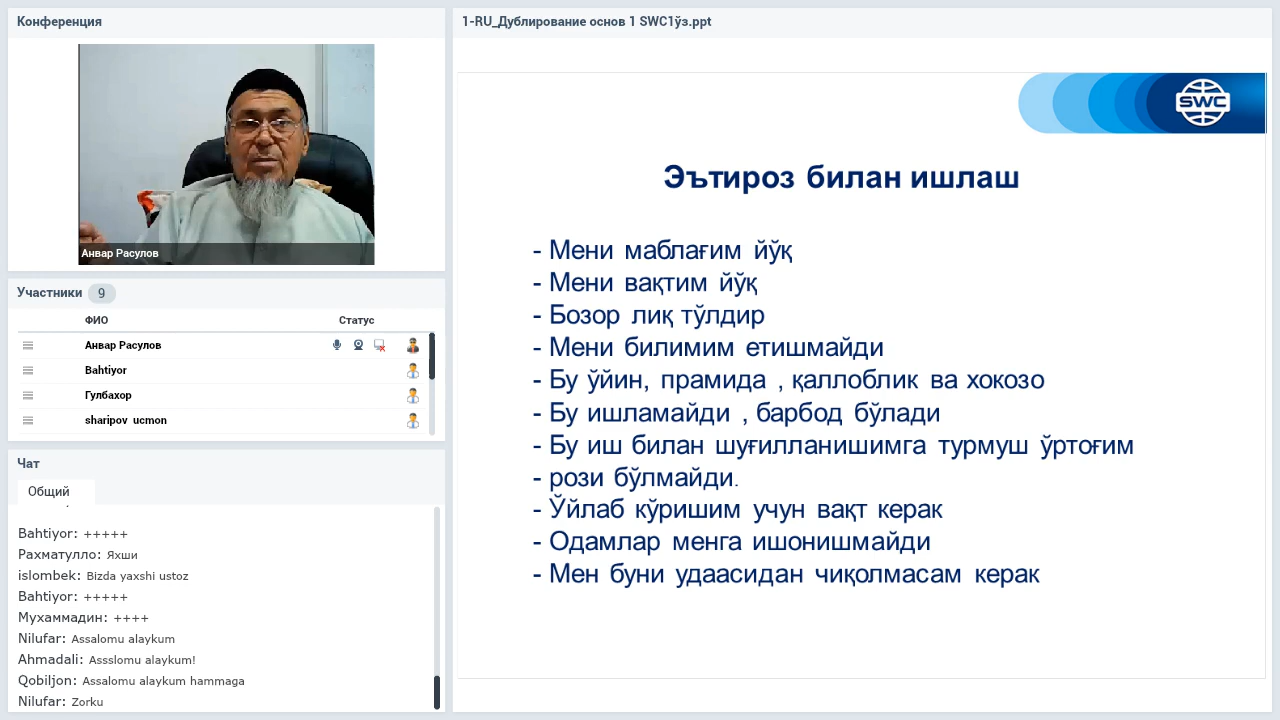 Конференция
Анвар Расулов
Участники 9
ФИО Статус
Анвар Расулов
Bahtiyor
Гулбахор
sharipov ucmon
Чат
Общий
Bahtiyor: +++++
Рахматулло: Яхши
islombek: Bizda yaxshi ustoz
Bahtiyor: +++++
Мухаммадин: ++++
Nilufar: Assalomu alaykum
Ahmadali: Assslomu alaykum!
Qobiljon: Assalomu alaykum hammaga
Nilufar: Zorku
1-RU_Дублирование основ 1 SWC1ўз.ppt
SWC
Эътироз билан ишлаш
- Мени маблағим йўқ
- Мени вақтим йўқ
- Бозор лиқ тўлдир
- Мени билимим етишмайди
- Бу ўйин, прамида , қаллоблик ва хокозо
- Бу ишламайди , барбод бўлади
- Бу иш билан шуғилланишимга турмуш ўртоғим
- рози бўлмайди.
- Ўйлаб кўришим учун вақт керак
- Одамлар менга ишонишмайди
- Мен буни удаасидан чиқолмасам керак